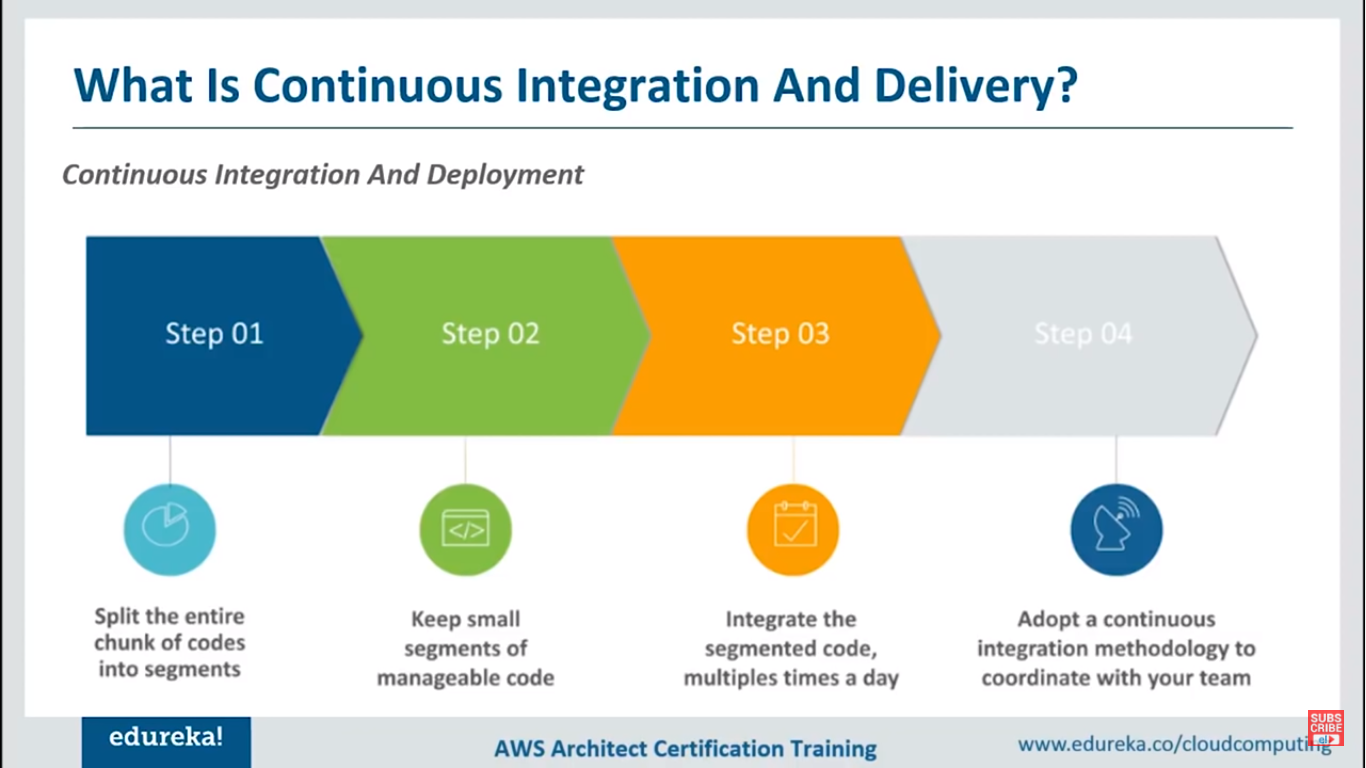 What Is Continuous Integration And Delivery?
Continuous Integration And Deployment
Step 01
Step 02
Step 03
Step 04
</>
Split the entire
chunk of codes
into segments
Keep small
segments of
manageable code
Integrate the
segmented code,
multiples times a day
Adopt a continuous
integration methodology to
coordinate with your team
edureka!
AWS Architect Certification Training
www.edureka.co/cloudcomputing
SUBS
CRIBE